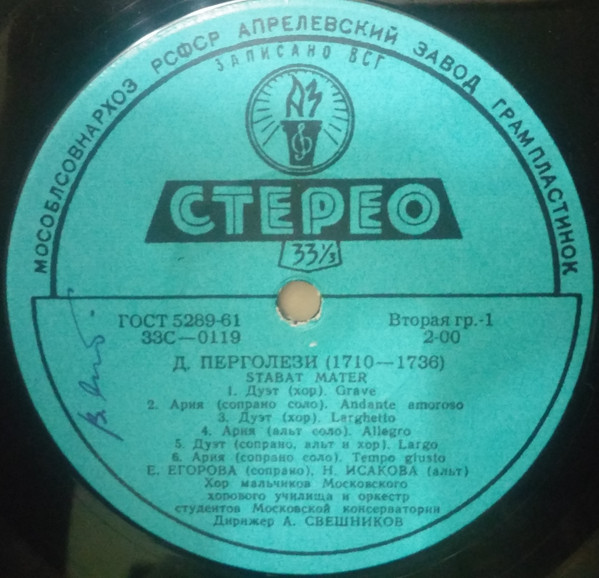 МОСОБЛСОВНАРХОЗ РСФСР АПРЕЛЕВСКИЙ ЗАВОД ГРАМПЛАСТИНОК
ЗАПИСАНО ВСГ
АЗ
СТЕРЕО
33⅓
ГОСТ 5289-61
33С—0119
Вторая гр.-1
2-00
Д. ПЕРГОЛЕЗИ (1710—1736)
STABAT MATER
1. Дуэт (хор). Grave
2. Ария (сопрано соло). Andante amoroso
3. Дуэт (хор). Larghetto
4. Ария (альт соло). Allegro
5. Дуэт (сопрано, альт и хор). Largo
6. Ария (сопрано соло). Tempo giusto
Е. ЕГОРОВА (сопрано), Н. ИСАКОВА (альт)
Хор мальчиков Московского
хорового училища и оркестр
студентов Московской консерватории
Дирижер А. СВЕШНИКОВ